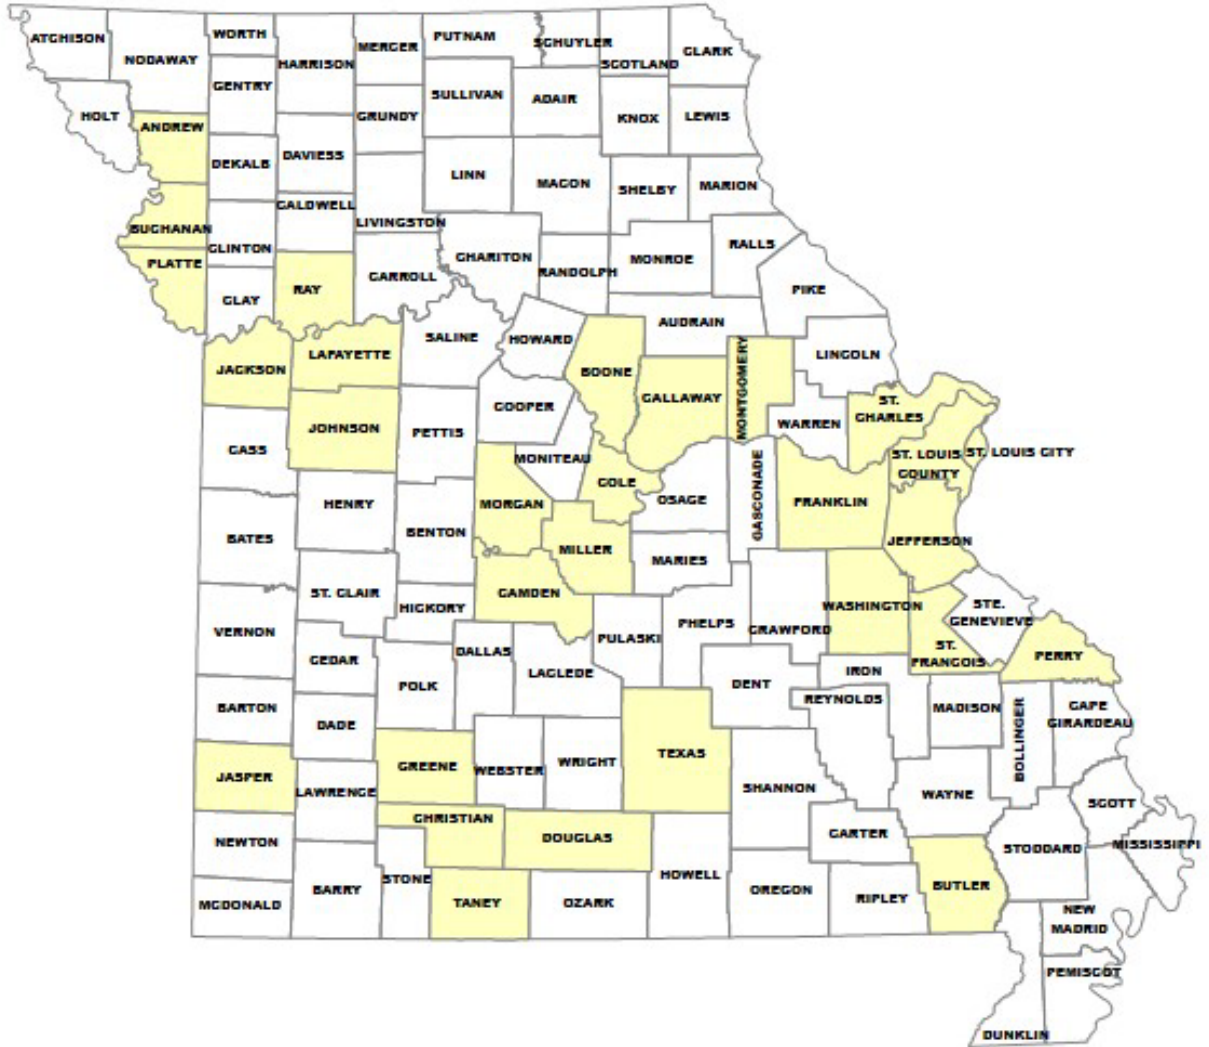 ATCHISON
NODAWAY
WORTH
HARRISON
MERCER
PUTNAM
SCHUYLER
SCOTLAND
CLARK
GENTRY
HOLT
ANDREW
SULLIVAN
ADAIR
GRUNDY
KNOX
LEWIS
DEKALB
DAVIESS
LINN
MACON
SHELBY
MARION
CALDWELL
LIVINGSTON
BUCHANAN
CLINTON
PLATTE
CLAY
RAY
CARROLL
CHARITON
RANDOLPH
MONROE
RALLS
PIKE
AUDRAIN
SALINE
HOWARD
JACKSON
LAFAYETTE
BOONE
CALLAWAY
MONTGOMERY
LINCOLN
COOPER
JOHNSON
PETTIS
WARREN
ST.
CHARLES
CASS
MONITEAU
ST. LOUIS
COUNTY
ST. LOUIS CITY
COLE
OSAGE
GASCONADE
FRANKLIN
HENRY
MORGAN
BENTON
BATES
MILLER
MARIES
JEFFERSON
ST. CLAIR
CAMDEN
HICKORY
WASHINGTON
STE.
GENEVIEVE
VERNON
PULASKI
PHELPS
CRAWFORD
CEDAR
DALLAS
LACLEDE
ST.
FRANCOIS
PERRY
POLK
DENT
IRON
REYNOLDS
MADISON
BOLLINGER
CAPE
GIRARDEAU
BARTON
DADE
JASPER
GREENE
WEBSTER
WRIGHT
TEXAS
LAWRENCE
SHANNON
WAYNE
SCOTT
NEWTON
CHRISTIAN
DOUGLAS
CARTER
STODDARD
MISSISSIPPI
BARRY
STONE
HOWELL
OREGON
RIPLEY
BUTLER
MCDONALD
TANEY
OZARK
NEW
MADRID
PEMISCOT
DUNKLIN